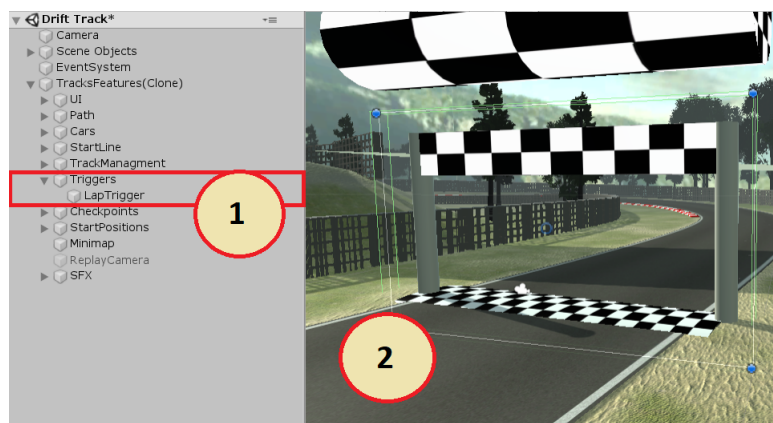 Drift Track*
Camera
Scene Objects
EventSystem
TracksFeatures(Clone)
UI
Path
Cars
StartLine
TrackManagment
Triggers
LapTrigger
1
Checkpoints
StartPositions
Minimap
ReplayCamera
SFX
2